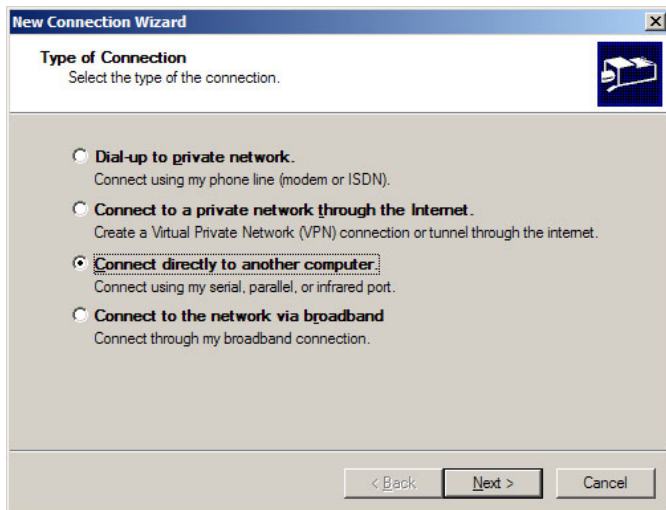 New Connection Wizard
Type of Connection
Select the type of the connection.
Dial-up to private network.
Connect using my phone line (modem or ISDN).
Connect to a private network through the Internet.
Create a Virtual Private Network (VPN) connection or tunnel through the internet.
Connect directly to another computer.
Connect using my serial, parallel, or infrared port.
Connect to the network via broadband
Connect through my broadband connection.
< Back Next > Cancel